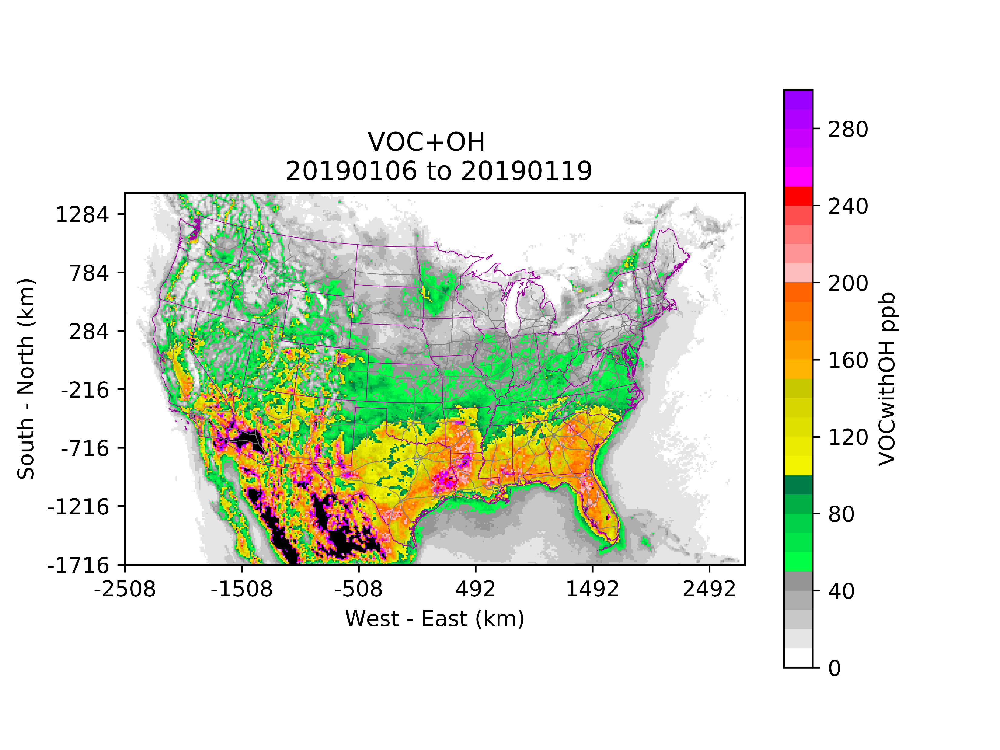 VOC+OH
20190106 to 20190119
1284
784
284
-216
-716
-1216
-1716
South - North (km)
-2508 -1508 -508 492 1492 2492
West - East (km)
280
240
200
160
120
80
40
0
VOCwithOH ppb